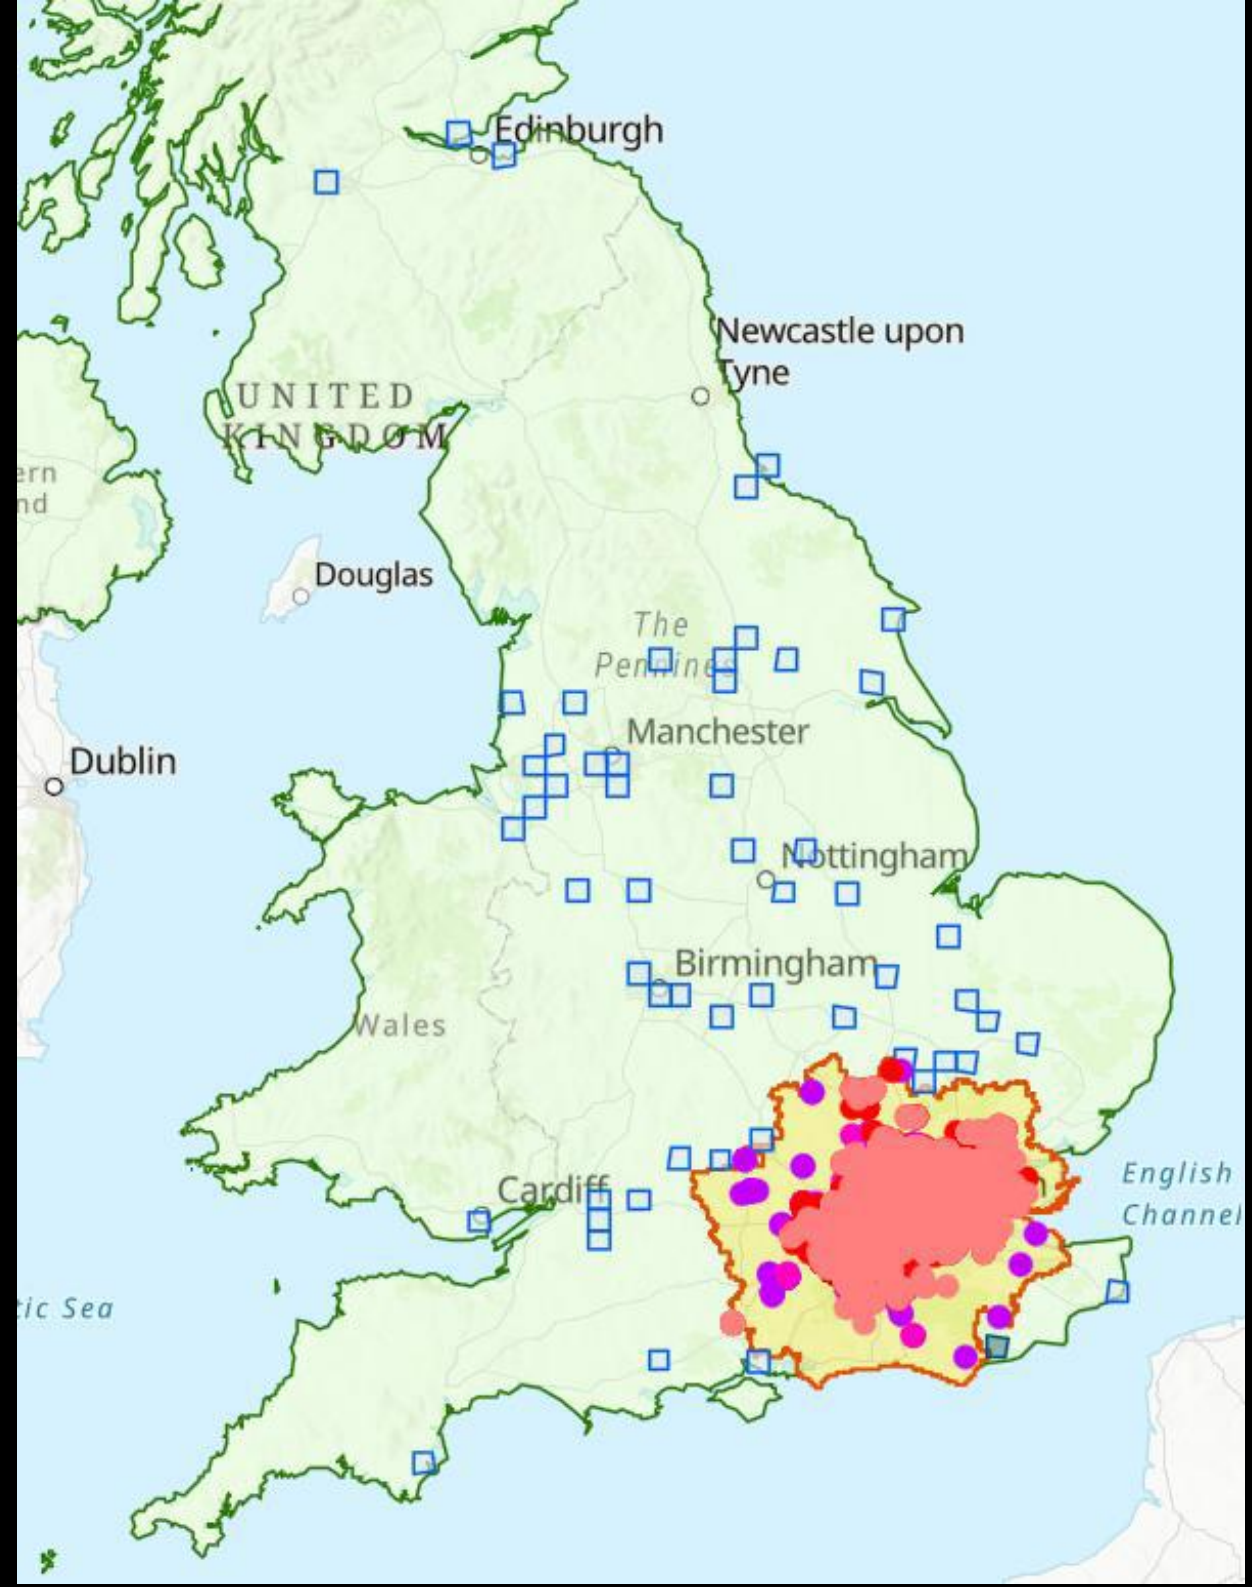 Edinburgh
Newcastle upon
Tyne
UNITED
KINGDOM
ern
nd
Douglas
The
Pennines
Manchester
Dublin
Nottingham
Birmingham
Wales
English
Channel
Cardiff
tic Sea